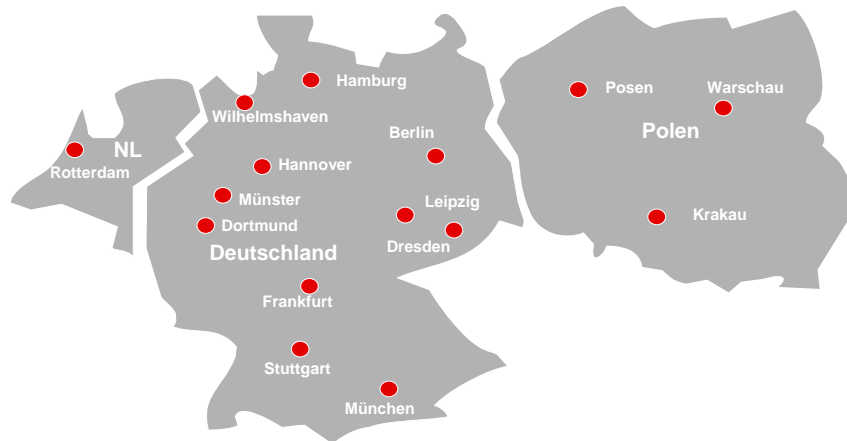 Hamburg
Posen
Warschau
Wilhelmshaven
Berlin
Polen
NL
Rotterdam
Hannover
Münster
Leipzig
Krakau
Dortmund
Dresden
Deutschland
Frankfurt
Stuttgart
München